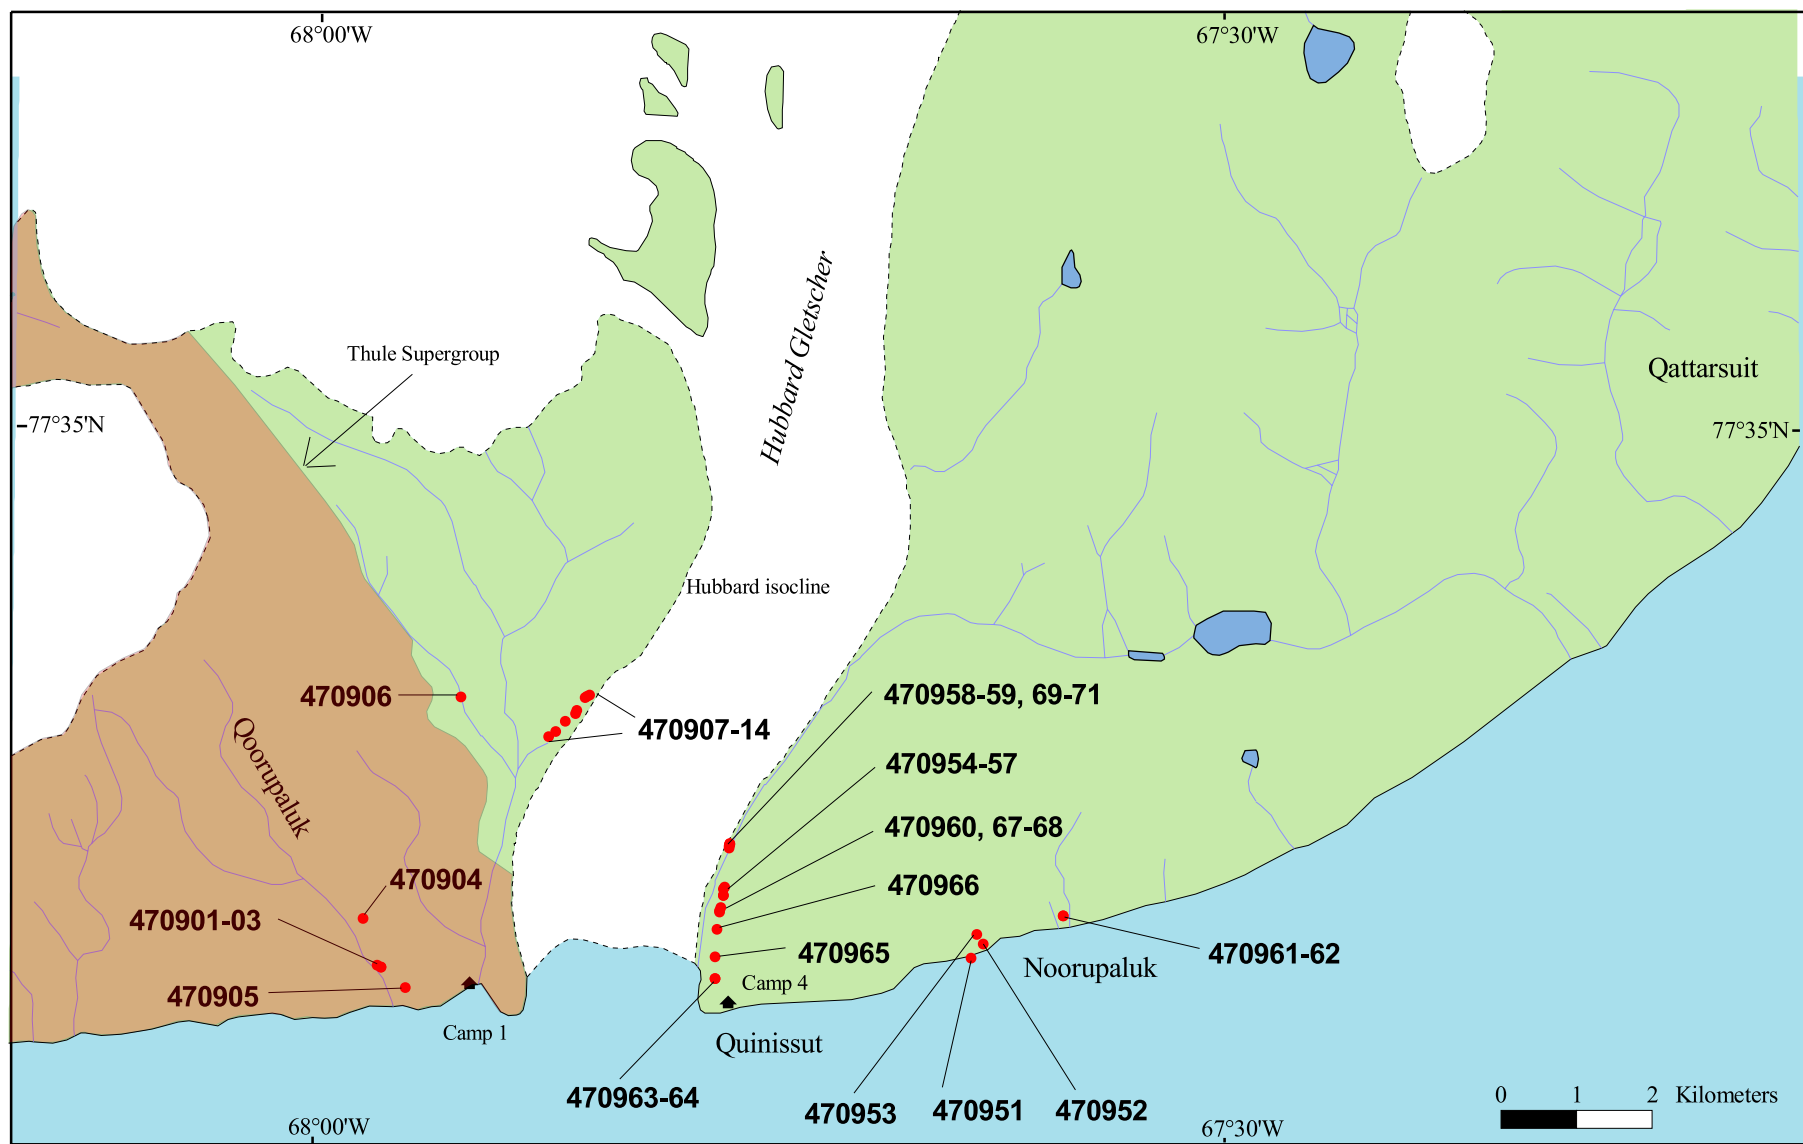 68°00'W
67°30'W
Thule Supergroup
Hubbard Gletscher
Qattarsuit
77°35'N
77°35'N
Hubbard isocline
470906
470907-14
470958-59, 69-71
Qoorupaluk
470954-57
470960, 67-68
470904
470966
470901-03
470965
470961-62
Noorupaluk
470905
Camp 4
Camp 1
Quinissut
470963-64
470953
470951
470952
0 1 2 Kilometers
68°00'W
67°30'W